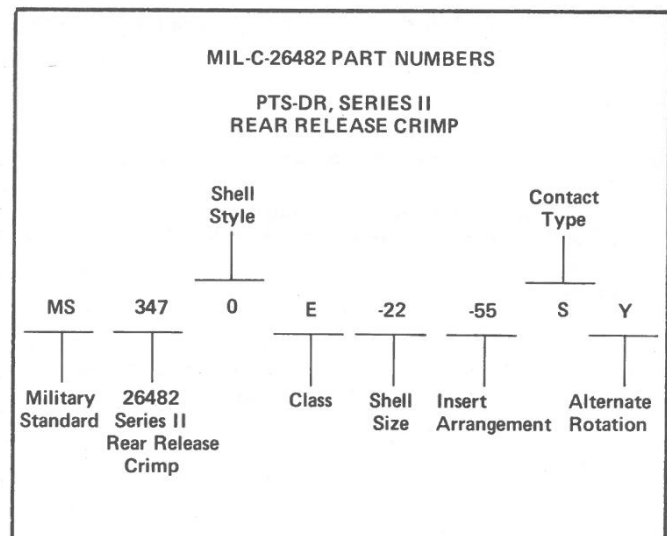 MIL-C-26482 PART NUMBERS
PTS-DR, SERIES II
REAR RELEASE CRIMP
Shell
Style
Contact
Type
MS 347 0 E -22 -55 S Y
Military
Standard
26482
Series II
Rear Release
Crimp
Class
Shell
Size
Insert
Arrangement
Alternate
Rotation